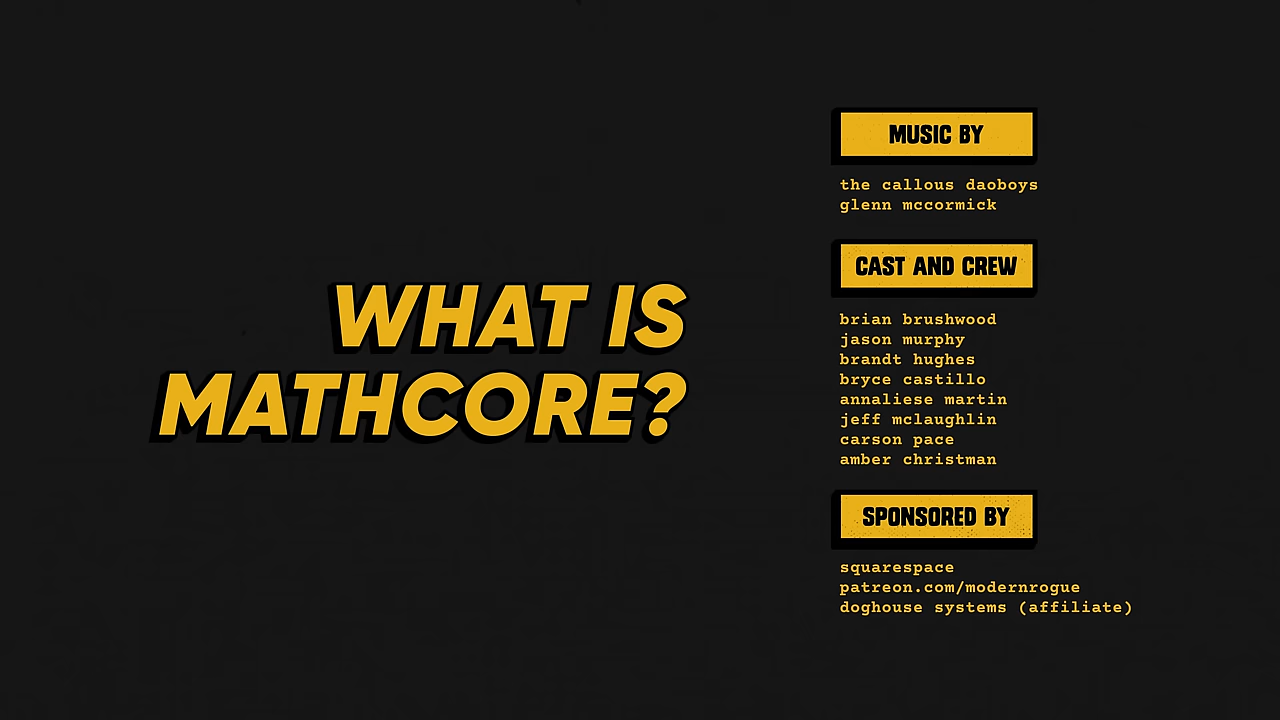 WHAT IS
MATHCORE?
MUSIC BY
the callous daoboys
glenn mccormick
CAST AND CREW
brian brushwood
jason murphy
brandt hughes
bryce castillo
annaliese martin
jeff mclaughlin
carson pace
amber christman
SPONSORED BY
squarespace
patreon.com/modernrogue
doghouse systems (affiliate)